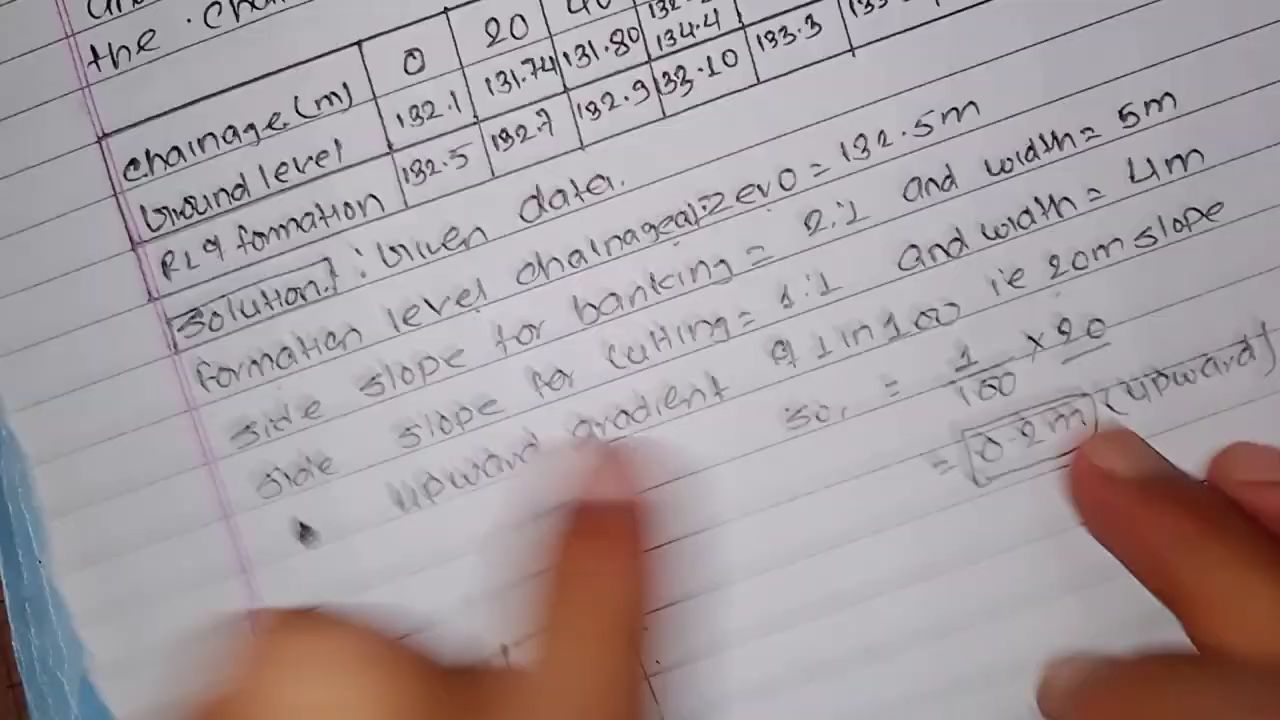 the . cha
chainage (m) 0 20 40
Ground level 132.1 131.74 131.80 134.4
RL of formation 132.5 132.7 132.9 133.10 133.3
Solution: Given data.
formation level chainage at zero = 132.5m
side slope for banking = 2:1 and width = 5m
side slope for cutting = 1:1 and width = 4m
upward gradient of 1 in 100 ie 20m slope
so, = 1/100 × 20
= 0.2m (upward)